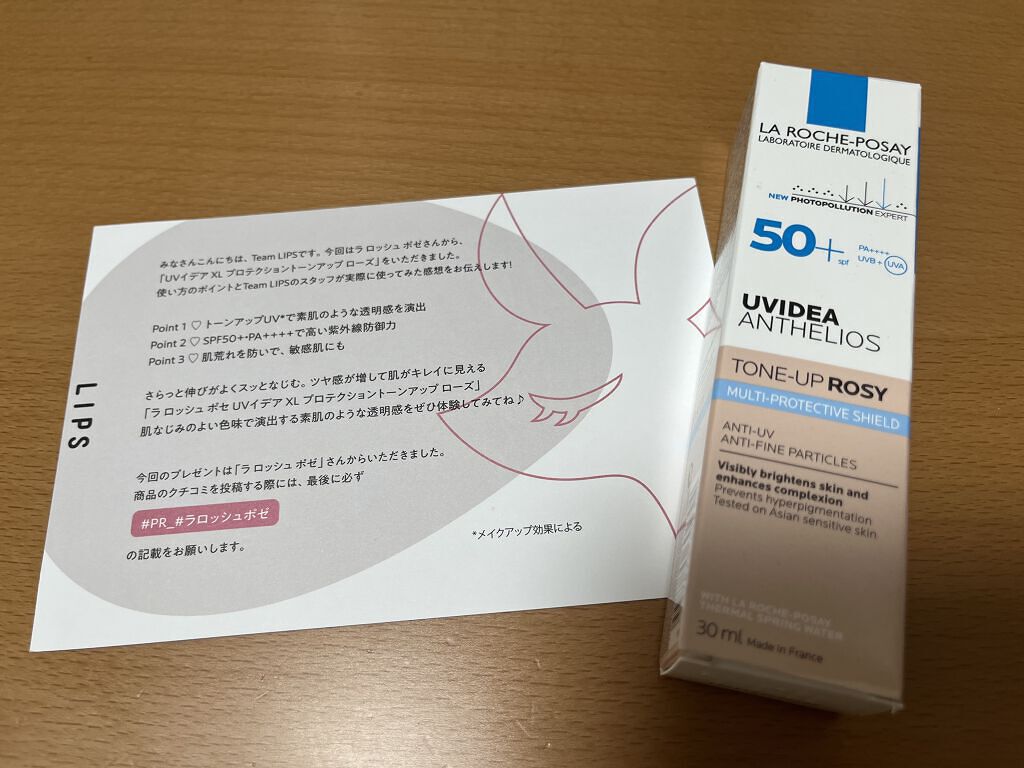 みなさんこんにちは、Team LIPSです。今回はラ ロッシュ ポゼさんから、
「UVイデア XL プロテクショントーンアップ ローズ」をいただきました。
使い方のポイントとTeam LIPSのスタッフが実際に使ってみた感想をお伝えします!
Point 1 ♡ トーンアップUV*で素肌のような透明感を演出
Point 2 ♡ SPF50+・PA++++で高い紫外線防御力
Point 3 ♡ 肌荒れを防いで、敏感肌にも
さらっと伸びがよくスッとなじむ。ツヤ感が増して肌がキレイに見える
「ラ ロッシュ ポゼ UVイデア XL プロテクショントーンアップ ローズ」
肌なじみのよい色味で演出する素肌のような透明感をぜひ体験してみてね♪
今回のプレゼントは「ラ ロッシュ ポゼ」さんからいただきました。
商品のクチコミを投稿する際には、最後に必ず
#PR_#ラロッシュポゼ
の記載をお願いします。
*メイクアップ効果による
LIPS
LA ROCHE-POSAY
LABORATOIRE DERMATOLOGIQUE
NEW PHOTOPOLLUTION EXPERT
50+ spf
PA++++
UVB + UVA
UVIDEA
ANTHELIOS
TONE-UP ROSY
MULTI-PROTECTIVE SHIELD
ANTI-UV
ANTI-FINE PARTICLES
Visibly brightens skin and
enhances complexion
Prevents hyperpigmentation
Tested on Asian sensitive skin
WITH LA ROCHE-POSAY
THERMAL SPRING WATER
30 ml Made in France